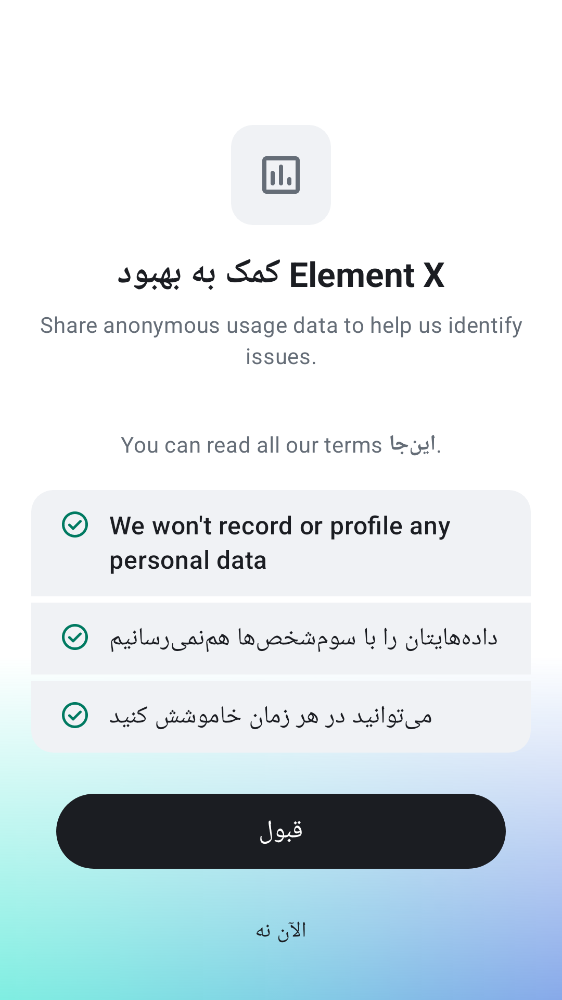 کمک به بهبود Element X
Share anonymous usage data to help us identify
issues.
You can read all our terms این‌جا.
We won't record or profile any
personal data
داده‌هایتان را با سوم‌شخص‌ها هم‌نمی‌رسانیم
می‌توانید در هر زمان خاموشش کنید
قبول
الآن نه